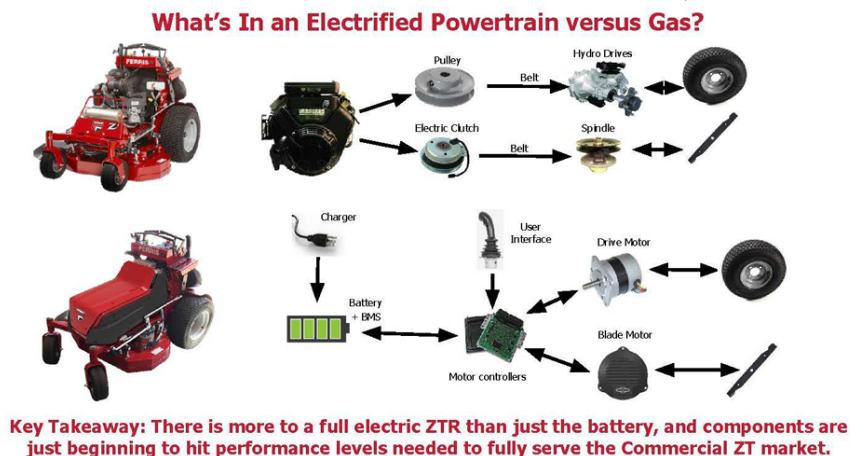 What's In an Electrified Powertrain versus Gas?
FERRIS
Pulley
Belt
Hydro Drives
Electric Clutch
Belt
Spindle
Charger
User
Interface
Drive Motor
FERRIS
Battery
+ BMS
Blade Motor
Motor controllers
Key Takeaway: There is more to a full electric ZTR than just the battery, and components are
just beginning to hit performance levels needed to fully serve the Commercial ZT market.